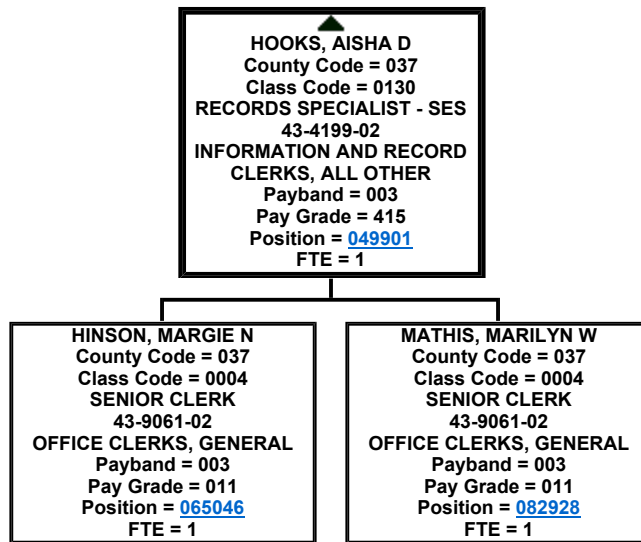 HOOKS, AISHA D
County Code = 037
Class Code = 0130
RECORDS SPECIALIST - SES
43-4199-02
INFORMATION AND RECORD
CLERKS, ALL OTHER
Payband = 003
Pay Grade = 415
Position = 049901
FTE = 1
HINSON, MARGIE N
County Code = 037
Class Code = 0004
SENIOR CLERK
43-9061-02
OFFICE CLERKS, GENERAL
Payband = 003
Pay Grade = 011
Position = 065046
FTE = 1
MATHIS, MARILYN W
County Code = 037
Class Code = 0004
SENIOR CLERK
43-9061-02
OFFICE CLERKS, GENERAL
Payband = 003
Pay Grade = 011
Position = 082928
FTE = 1